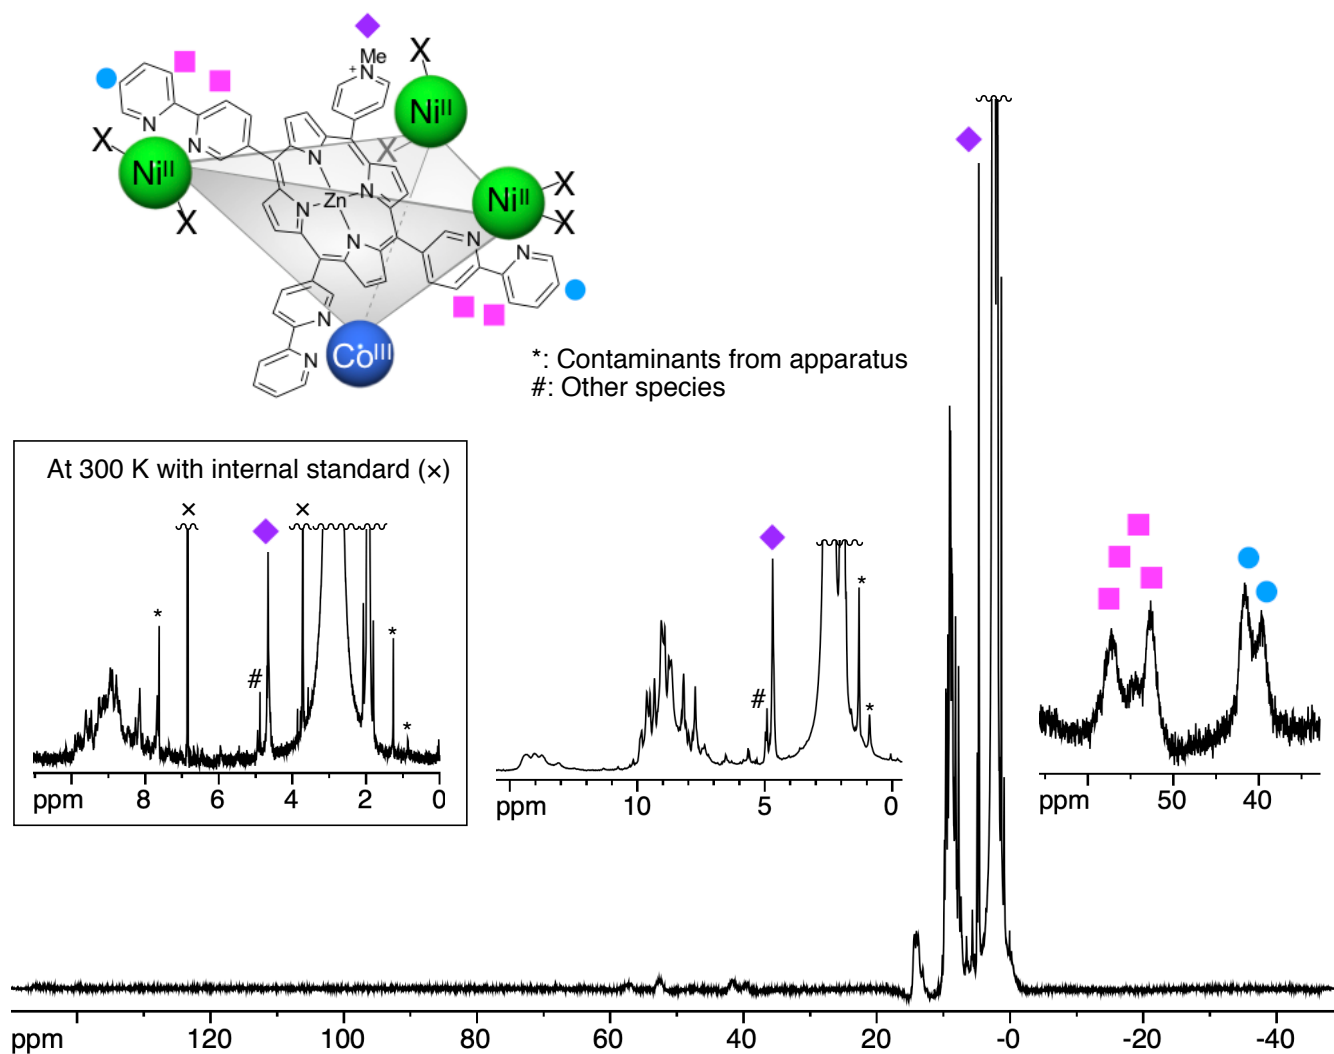 Me
+
N
X
Ni^II
N
N
X
Ni^II
X
X
N
N
N
N
Zn
X
Ni^II
X
X
N
N
N
N
Co^III
*: Contaminants from apparatus
#: Other species
At 300 K with internal standard (×)
× ×
* # * *
ppm 8 6 4 2 0
# * *
ppm 10 5 0
ppm 50 40
ppm 120 100 80 60 40 20 -0 -20 -40